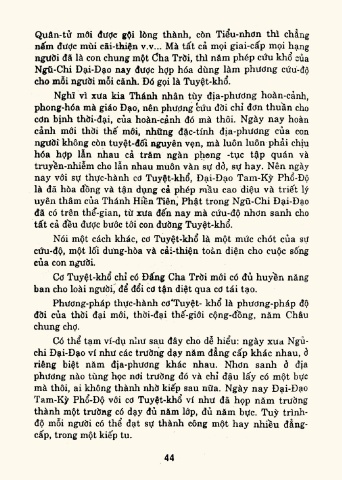 Quân-tử mới được gội lòng thành, còn Tiểu-nhơn thì chẳng
nếm được mùi cãi-thiện v.v... Mà tất cả mọi giai-cấp mọi hạng
người đã là con chung một Cha Trời, thì năm phép cứu khổ của
Ngũ-Chi Đại-Đạo nay được hợp hóa dùng làm phương cứu-độ
cho mỗi người mỗi cảnh. Đó gọi là Tuyệt-khổ.
Nghĩ vì xưa kia Thánh nhân tùy địa-phương hoàn-cảnh,
phong-hóa mà giáo Đạo, nên phương cứu đời chỉ đơn thuần cho
cơn bịnh thời-đại, của hoàn-cảnh đó mà thôi. Ngày nay hoàn
cảnh mới thời thế mới, những đặc-tính địa-phương của con
người không còn tuyệt-đối nguyên vẹn, mà luôn luôn phải chịu
hóa hợp lẫn nhau cả trăm ngàn phong -tục tập quán và
truyền-nhiễm cho lẫn nhau muôn vàn sự dở, sự hay. Nên ngày
nay với sự thực-hành cơ Tuyệt-khổ, Đại-Đạo Tam-Kỳ Phổ-Độ
là đã hòa đồng và tận dụng cả phép mầu cao diệu và triết lý
uyên thâm của Thánh Hiền Tiên, Phật trong Ngũ-Chi Đại-Đạo
đã có trên thế-gian, từ xưa đến nay mà cứu-độ nhơn sanh cho
tất cả đều được bước tới con đường Tuyệt-khổ.
Nói một cách khác, cơ Tuyệt-khổ là một mức chót của sự
cứu-độ, một lối dung-hòa và cải-thiện toàn diện cho cuộc sống
của con người.
Cơ Tuyệt-khổ chỉ có Đấng Cha Trời mới có đủ huyền năng
ban cho loài người, để đổi cơ tận diệt qua cơ tái tạo.
Phương-pháp thực-hành cơ Tuyệt- khổ là phương-pháp độ
đời của thời đại mới, thời-đại thế-giới cộng-đồng, năm Châu
chung chợ.
Có thể tạm ví-dụ như sau đây cho dễ hiểu: ngày xưa Ngũ-
chi Đại-Đạo ví như các trường dạy năm đẳng cấp khác nhau, ở
riêng biệt năm địa-phương khác nhau. Nhơn sanh ở địa
phương nào tùng học nơi trường đó và chỉ đậu lấy có một bực
mà thôi, ai không thành nhờ kiếp sau nữa. Ngày nay Đại-Đạo
Tam-Kỳ Phổ-Độ với cơ Tuyệt-khổ ví như đã họp năm trường
thành một trường có dạy đủ năm lớp, đủ năm bực. Tuỳ trình-
độ mỗi người có thể đạt sự thành công một hay nhiều đẳng-
cấp, trong một kiếp tu.
44